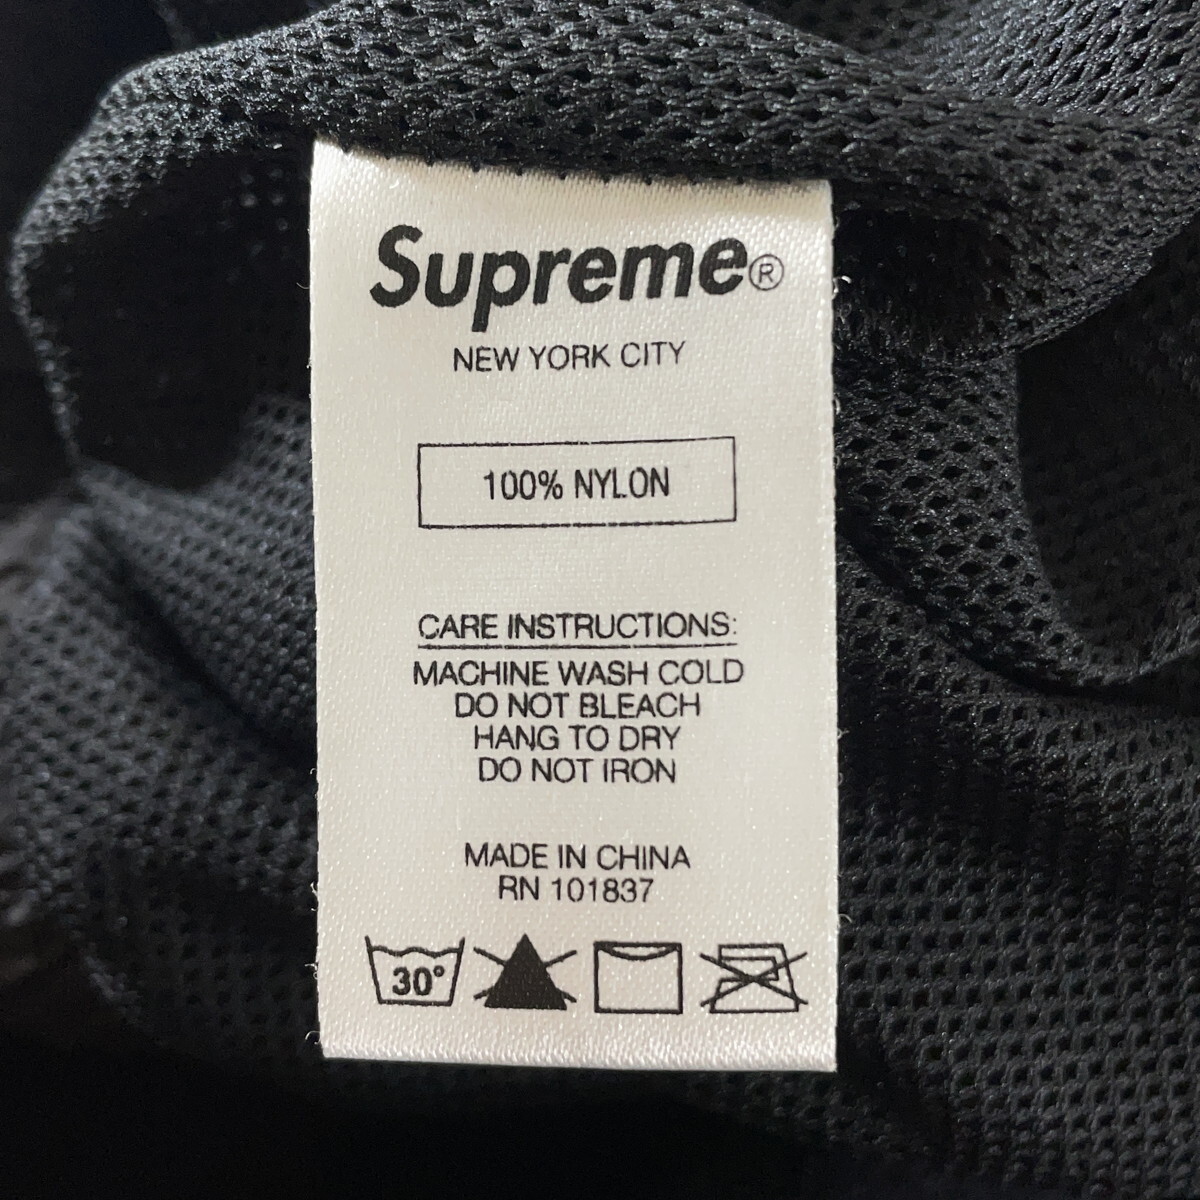 Supreme®
NEW YORK CITY
100% NYLON
CARE INSTRUCTIONS:
MACHINE WASH COLD
DO NOT BLEACH
HANG TO DRY
DO NOT IRON
MADE IN CHINA
RN 101837
30°